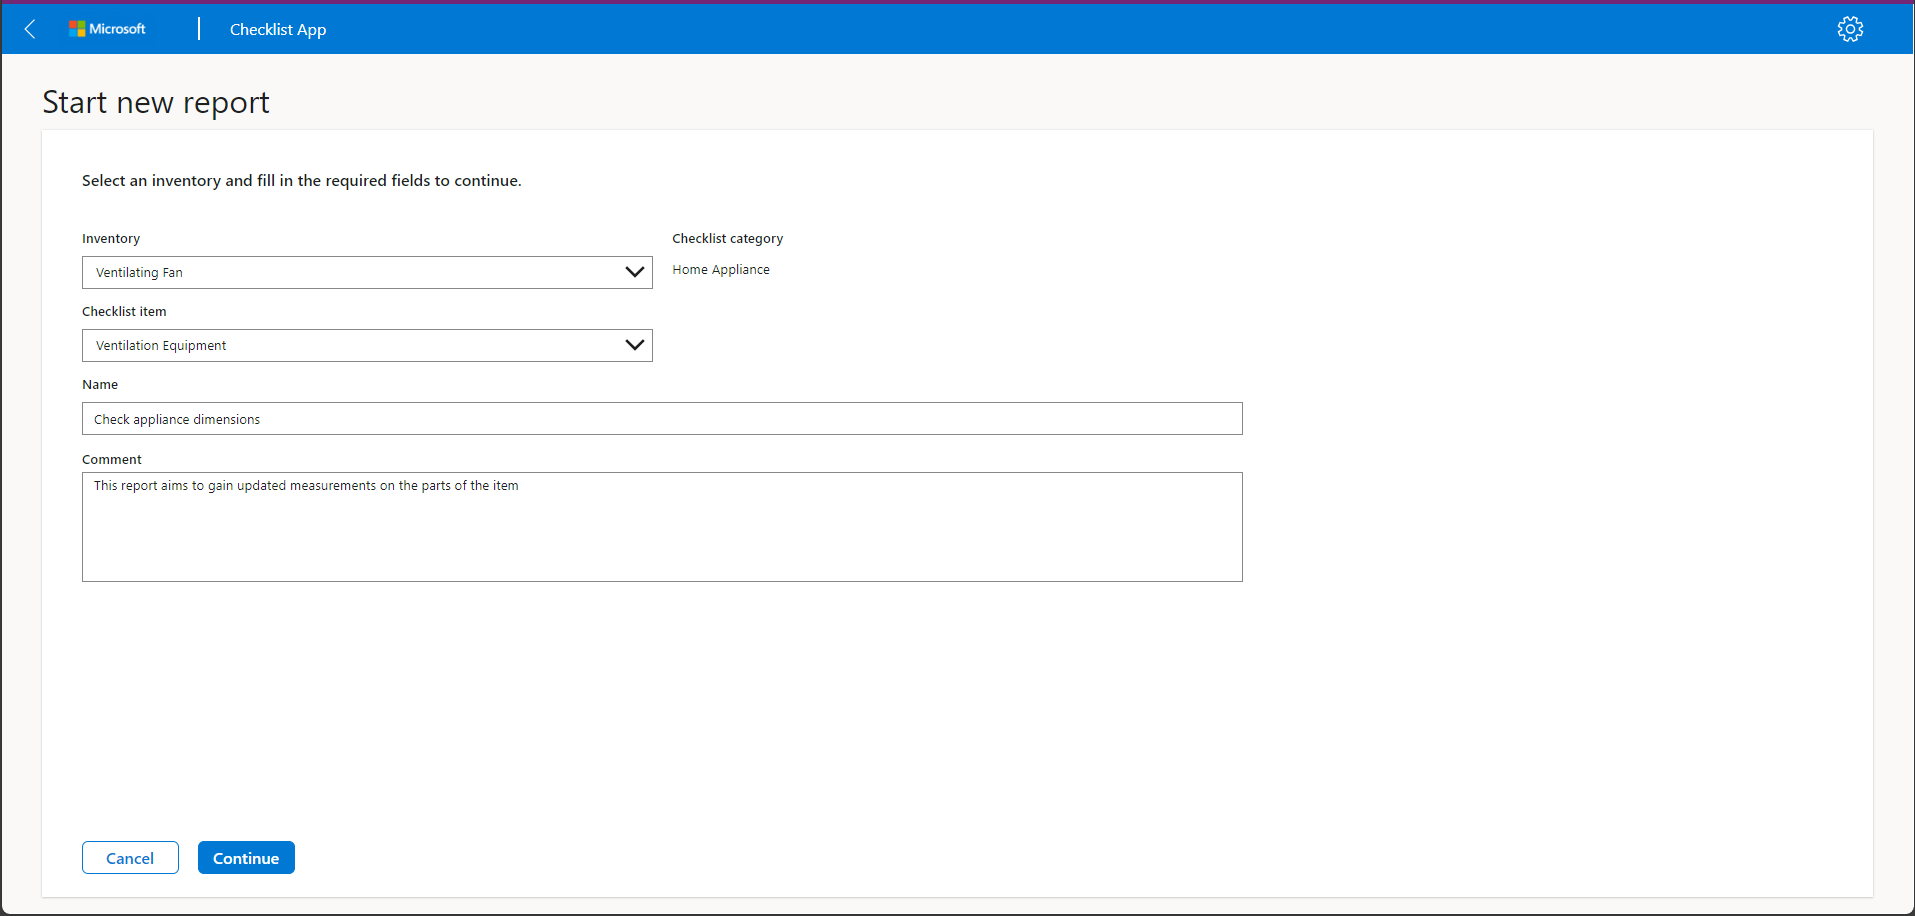 Microsoft
Checklist App
Start new report
Select an inventory and fill in the required fields to continue.
Inventory
Checklist category
Ventilating Fan
Home Appliance
Checklist item
Ventilation Equipment
Name
Check appliance dimensions
Comment
This report aims to gain updated measurements on the parts of the item
Cancel
Continue